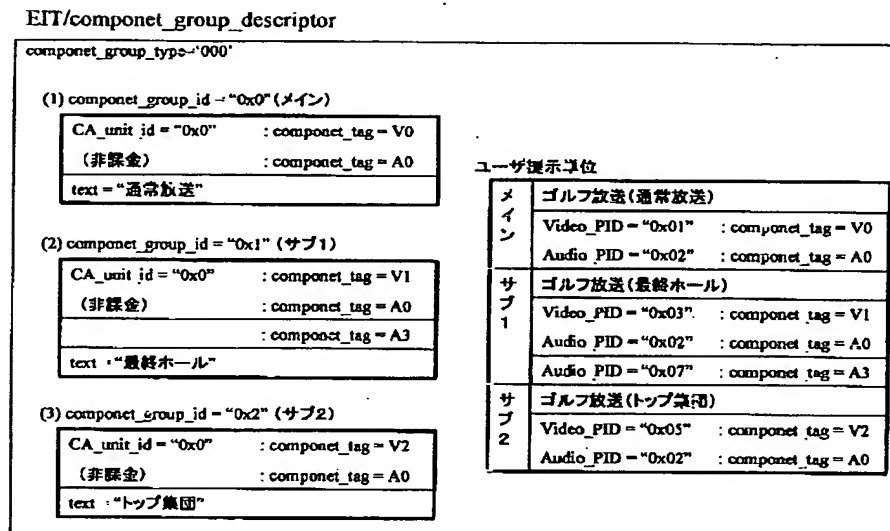 EIT/componet_group_descriptor
componet_group_type='000'
(1) componet_group_id = "0x0" (メイン)
CA_unit_id = "0x0" : componet_tag = V0
(非課金) : componet_tag = A0
text = "通常放送"
(2) componet_group_id = "0x1" (サブ1)
CA_unit_id = "0x0" : componet_tag = V1
(非課金) : componet_tag = A0
: componet_tag = A3
text = "最終ホール"
(3) componet_group_id = "0x2" (サブ2)
CA_unit_id = "0x0" : componet_tag = V2
(非課金) : componet_tag = A0
text = "トップ集団"
ユーザ提示単位
メイン
ゴルフ放送(通常放送)
Video_PID = "0x01" : componet_tag = V0
Audio_PID = "0x02" : componet_tag = A0
サブ1
ゴルフ放送(最終ホール)
Video_PID = "0x03" : componet_tag = V1
Audio_PID = "0x02" : componet_tag = A0
Audio_PID = "0x07" : componet_tag = A3
サブ2
ゴルフ放送(トップ集団)
Video_PID = "0x05" : componet_tag = V2
Audio_PID = "0x02" : componet_tag = A0